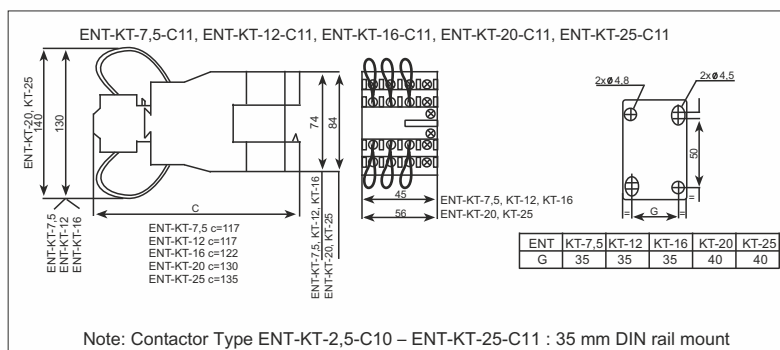 ENT-KT-7,5-C11, ENT-KT-12-C11, ENT-KT-16-C11, ENT-KT-20-C11, ENT-KT-25-C11
ENT-KT-20, KT-25
140
130
ENT-KT-7,5
ENT-KT-12
ENT-KT-16
C
ENT-KT-7,5 c=117
ENT-KT-12 c=117
ENT-KT-16 c=122
ENT-KT-20 c=130
ENT-KT-25 c=135
74
84
ENT-KT-7,5, KT-12, KT-16
ENT-KT-20, KT-25
45
ENT-KT-7,5, KT-12, KT-16
56
ENT-KT-20, KT-25
2xø4.8
2xø4,5
50
= G =
=
ENT KT-7,5 KT-12 KT-16 KT-20 KT-25
G 35 35 35 40 40
Note: Contactor Type ENT-KT-2,5-C10 – ENT-KT-25-C11 : 35 mm DIN rail mount